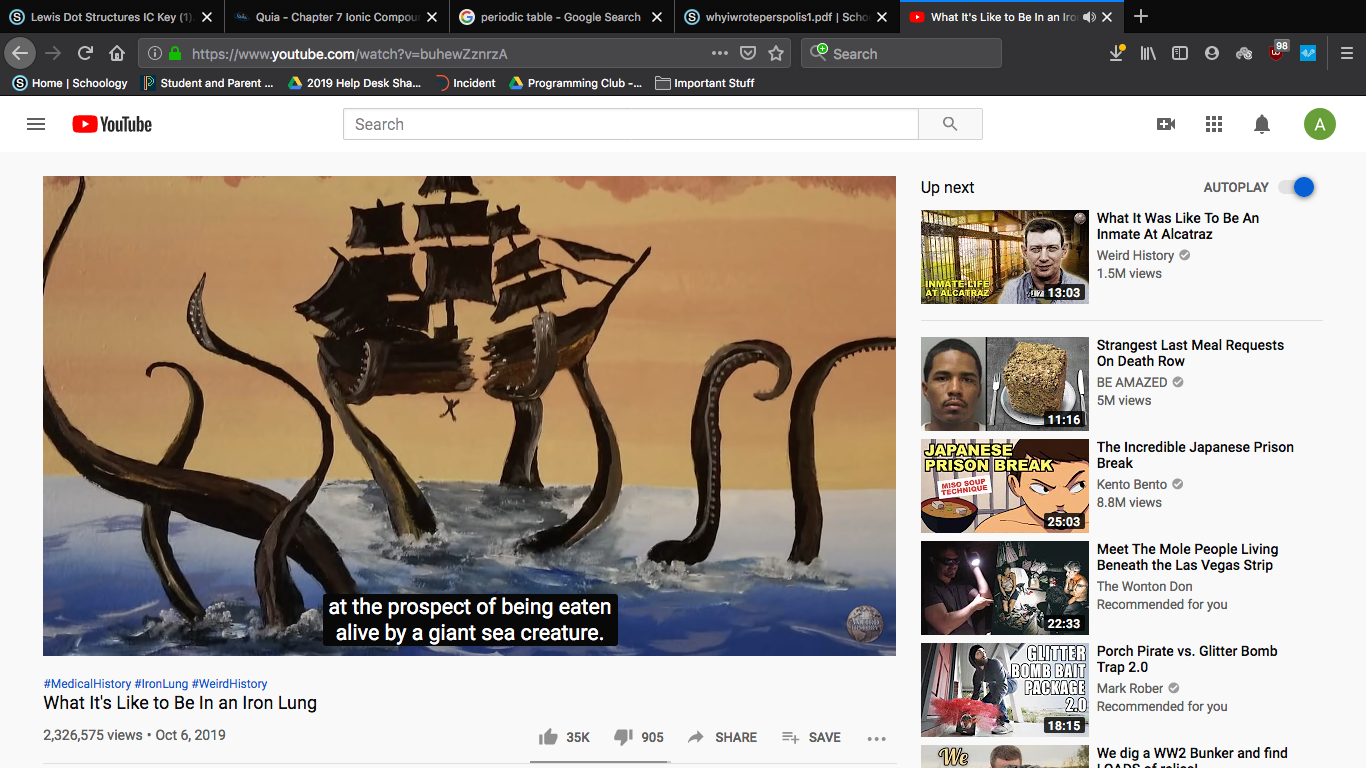 Lewis Dot Structures IC Key (1).
Quia - Chapter 7 Ionic Compou
periodic table - Google Search
whyiwroteperspolis1.pdf | Scho
What It's Like to Be In an Iro
https://www.youtube.com/watch?v=buhewZznrzA
Search
98
Home | Schoology
Student and Parent ...
2019 Help Desk Sha...
Incident
Programming Club -...
Important Stuff
YouTube
Search
A
at the prospect of being eaten
alive by a giant sea creature.
WEIRD
HISTORY
#MedicalHistory #IronLung #WeirdHistory
What It's Like to Be In an Iron Lung
2,326,575 views • Oct 6, 2019
35K
905
SHARE
SAVE
Up next
AUTOPLAY
INMATE LIFE
AT ALCATRAZ
13:03
What It Was Like To Be An
Inmate At Alcatraz
Weird History
1.5M views
11:16
Strangest Last Meal Requests
On Death Row
BE AMAZED
5M views
JAPANESE
PRISON BREAK
MISO SOUP
TECHNIQUE
25:03
The Incredible Japanese Prison
Break
Kento Bento
8.8M views
22:33
Meet The Mole People Living
Beneath the Las Vegas Strip
The Wonton Don
Recommended for you
GLITTER
BOMB BAIT
PACKAGE
2.0
18:15
Porch Pirate vs. Glitter Bomb
Trap 2.0
Mark Rober
Recommended for you
We
We dig a WW2 Bunker and find
LOADS of relics!